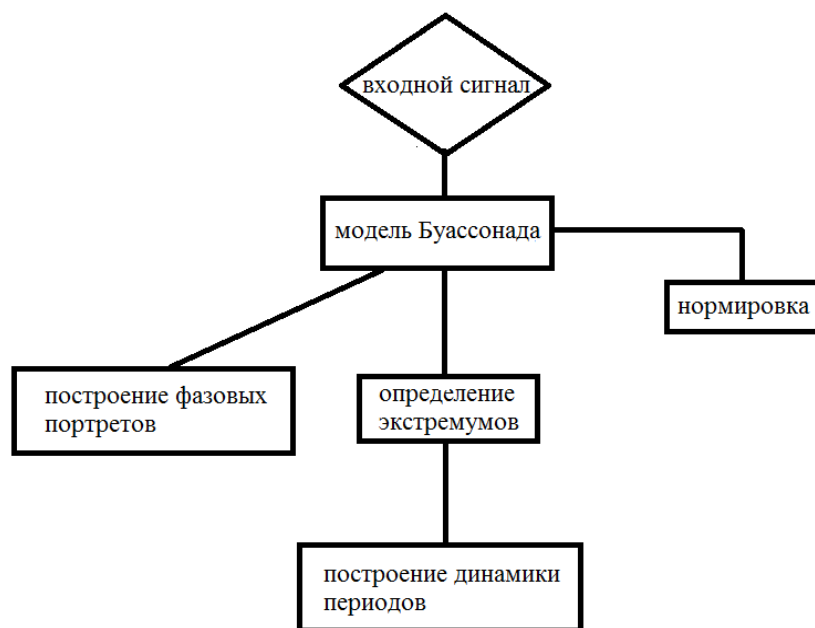 входной сигнал
модель Буассонада
нормировка
построение фазовых
портретов
определение
экстремумов
построение динамики
периодов